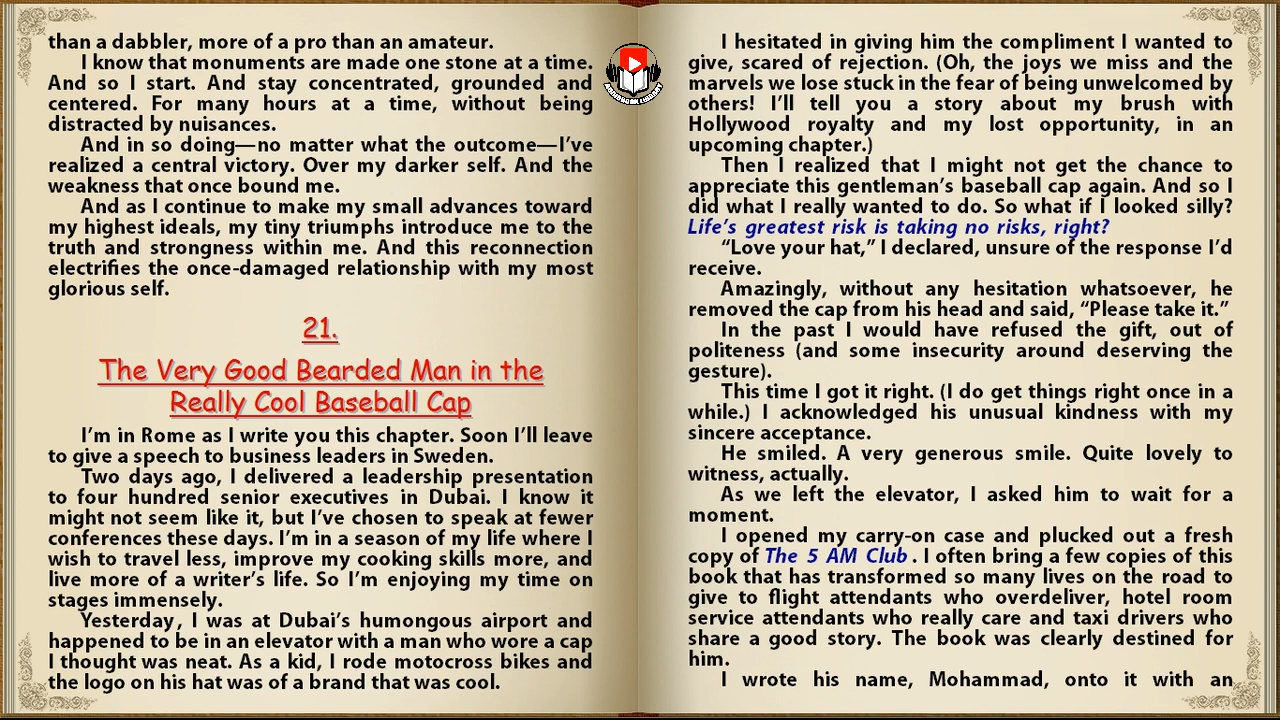 than a dabbler, more of a pro than an amateur.
I know that monuments are made one stone at a time.
And so I start. And stay concentrated, grounded and
centered. For many hours at a time, without being
distracted by nuisances.
And in so doing—no matter what the outcome—I’ve
realized a central victory. Over my darker self. And the
weakness that once bound me.
And as I continue to make my small advances toward
my highest ideals, my tiny triumphs introduce me to the
truth and strongness within me. And this reconnection
electrifies the once-damaged relationship with my most
glorious self.
21.
The Very Good Bearded Man in the
Really Cool Baseball Cap
I’m in Rome as I write you this chapter. Soon I’ll leave
to give a speech to business leaders in Sweden.
Two days ago, I delivered a leadership presentation
to four hundred senior executives in Dubai. I know it
might not seem like it, but I’ve chosen to speak at fewer
conferences these days. I’m in a season of my life where I
wish to travel less, improve my cooking skills more, and
live more of a writer’s life. So I’m enjoying my time on
stages immensely.
Yesterday, I was at Dubai’s humongous airport and
happened to be in an elevator with a man who wore a cap
I thought was neat. As a kid, I rode motocross bikes and
the logo on his hat was of a brand that was cool.
I hesitated in giving him the compliment I wanted to
give, scared of rejection. (Oh, the joys we miss and the
marvels we lose stuck in the fear of being unwelcomed by
others! I’ll tell you a story about my brush with
Hollywood royalty and my lost opportunity, in an
upcoming chapter.)
Then I realized that I might not get the chance to
appreciate this gentleman’s baseball cap again. And so I
did what I really wanted to do. So what if I looked silly?
Life’s greatest risk is taking no risks, right?
“Love your hat,” I declared, unsure of the response I’d
receive.
Amazingly, without any hesitation whatsoever, he
removed the cap from his head and said, “Please take it.”
In the past I would have refused the gift, out of
politeness (and some insecurity around deserving the
gesture).
This time I got it right. (I do get things right once in a
while.) I acknowledged his unusual kindness with my
sincere acceptance.
He smiled. A very generous smile. Quite lovely to
witness, actually.
As we left the elevator, I asked him to wait for a
moment.
I opened my carry-on case and plucked out a fresh
copy of The 5 AM Club . I often bring a few copies of this
book that has transformed so many lives on the road to
give to flight attendants who overdeliver, hotel room
service attendants who really care and taxi drivers who
share a good story. The book was clearly destined for
him.
I wrote his name, Mohammad, onto it with an